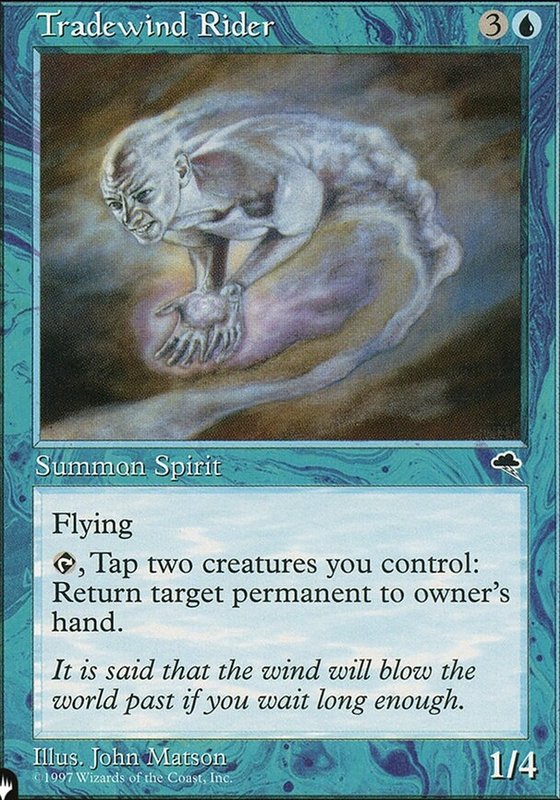 Tradewind Rider
3
Summon Spirit
Flying
, Tap two creatures you control:
Return target permanent to owner's
hand.
It is said that the wind will blow the
world past if you wait long enough.
Illus. John Matson
©1997 Wizards of the Coast, Inc.
1/4